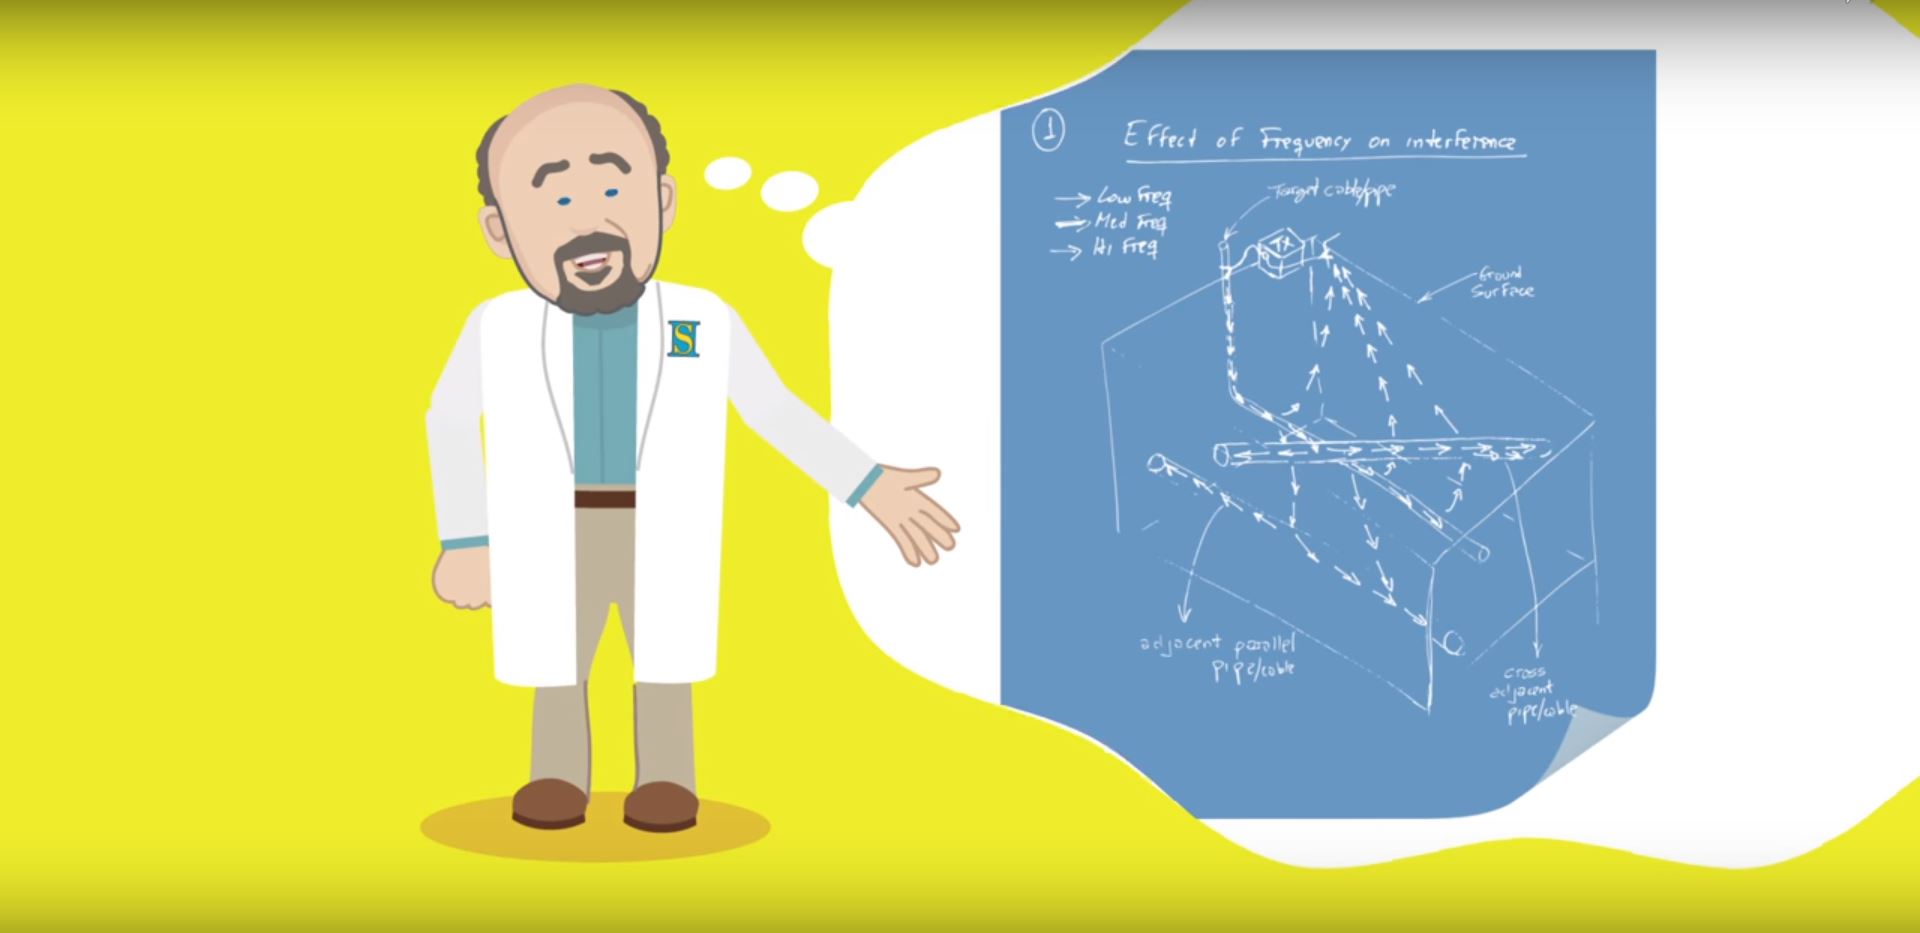 S
1
Effect of Frequency on interference
→ Low Freq
→ Med Freq
→ Hi Freq
Target cable/pipe
TX
Ground
Surface
adjacent parallel
pipe/cable
cross
adjacent
pipe/cable